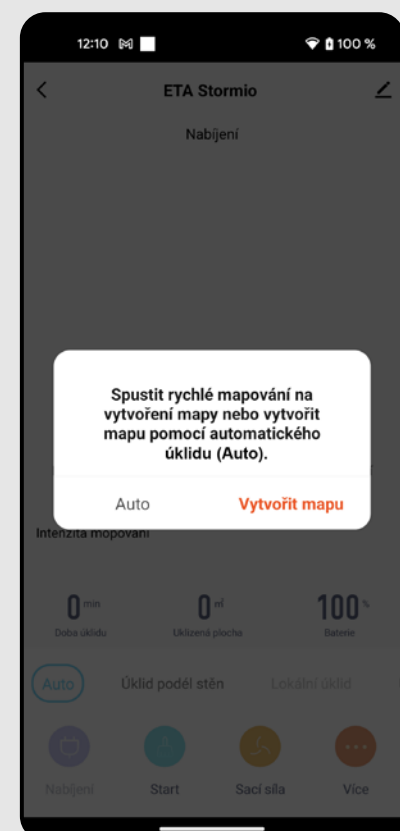 12:10 100 %
ETA Stormio
Nabíjení
Spustit rychlé mapování na
vytvoření mapy nebo vytvořit
mapu pomocí automatického
úklidu (Auto).
Auto Vytvořit mapu
Intenzita mopování
0 min 0 ㎡ 100 %
Doba úklidu Uklizená plocha Baterie
Auto Úklid podél stěn Lokální úklid
Nabíjení Start Sací síla Více